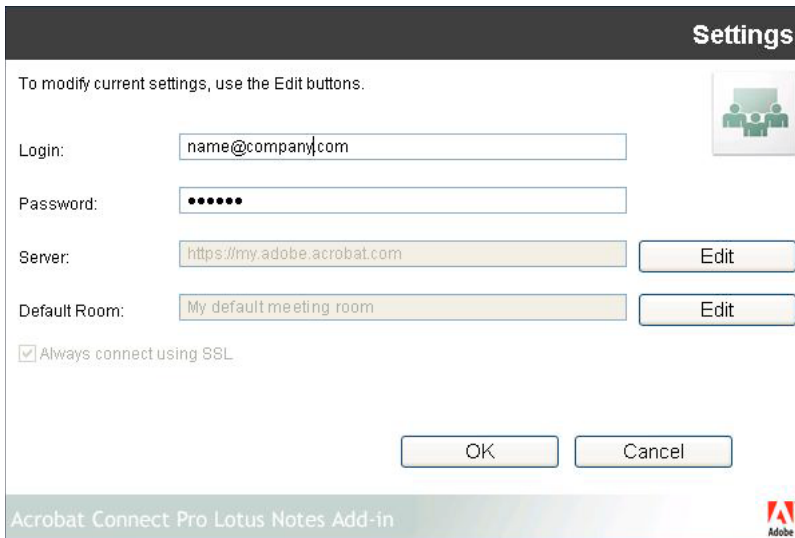 Settings
To modify current settings, use the Edit buttons.
Login: name@company.com
Password: ••••••
Server: https://my.adobe.acrobat.com Edit
Default Room: My default meeting room Edit
Always connect using SSL
OK Cancel
Acrobat Connect Pro Lotus Notes Add-in
Adobe